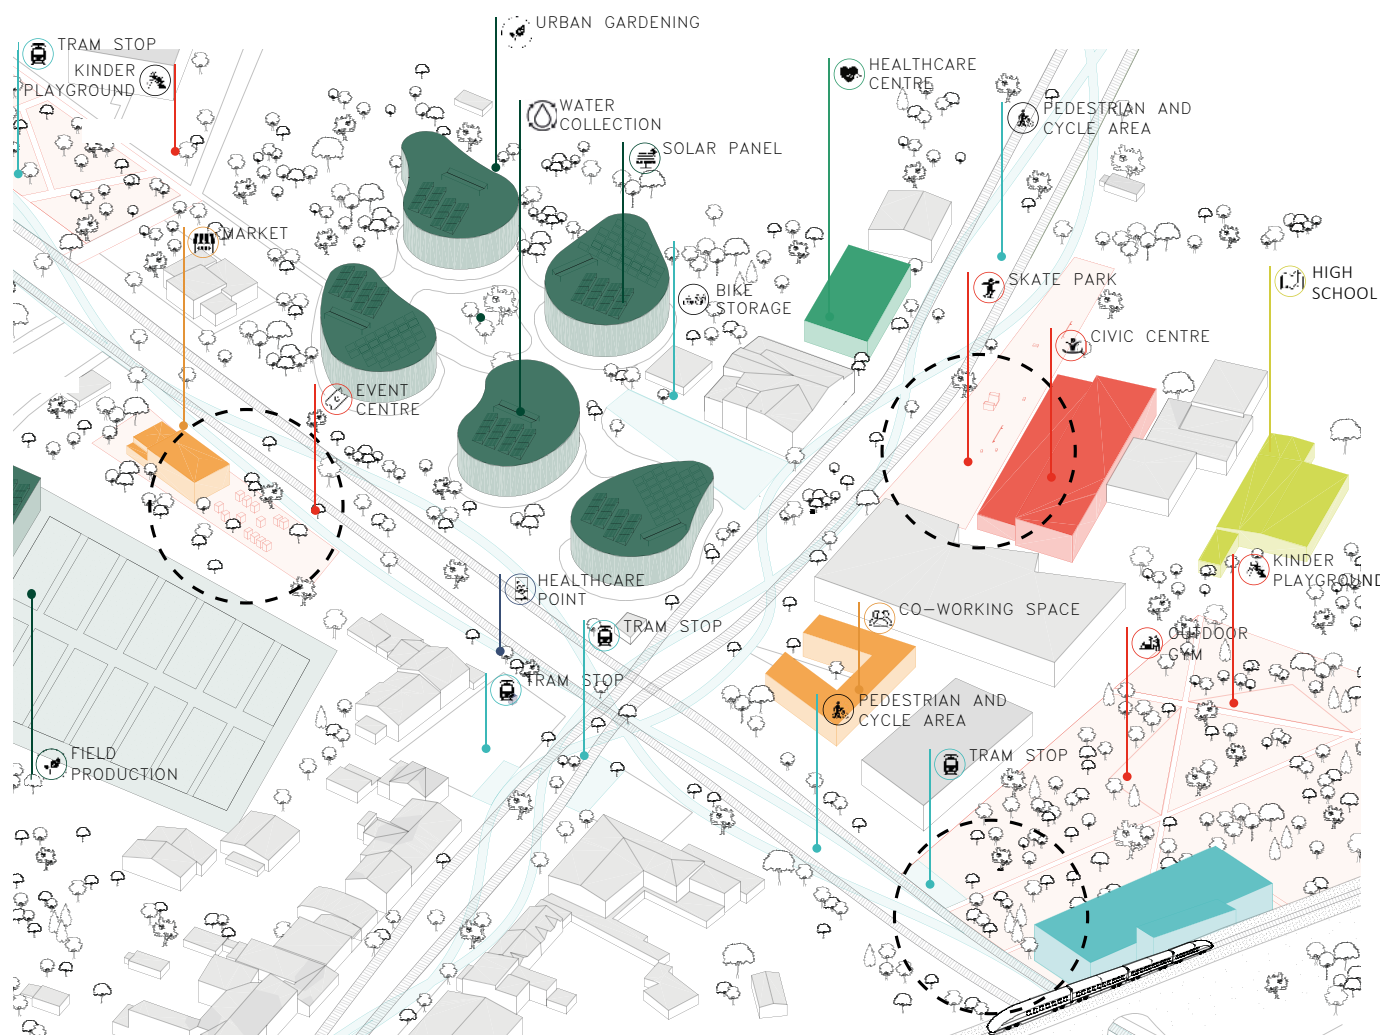 URBAN GARDENING
TRAM STOP
KINDER
PLAYGROUND
HEALTHCARE
CENTRE
WATER
COLLECTION
PEDESTRIAN AND
CYCLE AREA
SOLAR PANEL
MARKET
SKATE PARK
HIGH
SCHOOL
BIKE
STORAGE
CIVIC CENTRE
EVENT
CENTRE
KINDER
PLAYGROUND
HEALTHCARE
POINT
CO-WORKING SPACE
TRAM STOP
OUTDOOR
GYM
TRAM STOP
PEDESTRIAN AND
CYCLE AREA
FIELD
PRODUCTION
TRAM STOP